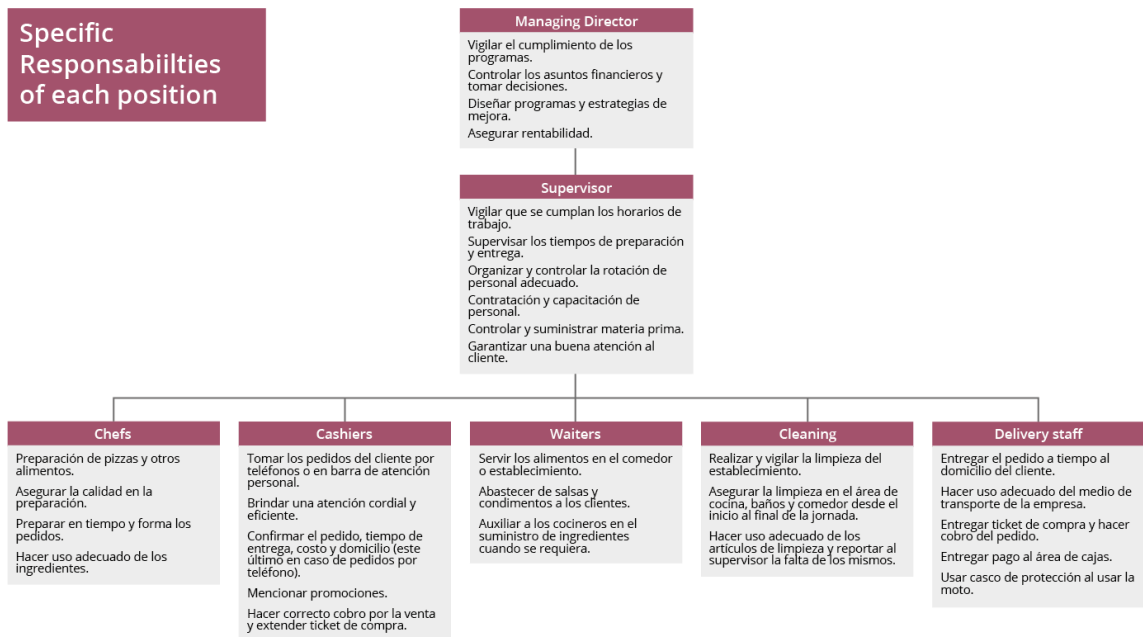 Specific
Responsabiilties
of each position
Managing Director
Vigilar el cumplimiento de los
programas.
Controlar los asuntos financieros y
tomar decisiones.
Diseñar programas y estrategias de
mejora.
Asegurar rentabilidad.
Supervisor
Vigilar que se cumplan los horarios de
trabajo.
Supervisar los tiempos de preparación
y entrega.
Organizar y controlar la rotación de
personal adecuado.
Contratación y capacitación de
personal.
Controlar y suministrar materia prima.
Garantizar una buena atención al
cliente.
Chefs
Preparación de pizzas y otros
alimentos.
Asegurar la calidad en la
preparación.
Preparar en tiempo y forma los
pedidos.
Hacer uso adecuado de los
ingredientes.
Cashiers
Tomar los pedidos del cliente por
teléfonos o en barra de atención
personal.
Brindar una atención cordial y
eficiente.
Confirmar el pedido, tiempo de
entrega, costo y domicilio (este
último en caso de pedidos por
teléfono).
Mencionar promociones.
Hacer correcto cobro por la venta
y extender ticket de compra.
Waiters
Servir los alimentos en el comedor
o establecimiento.
Abastecer de salsas y
condimentos a los clientes.
Auxiliar a los cocineros en el
suministro de ingredientes
cuando se requiera.
Cleaning
Realizar y vigilar la limpieza del
establecimiento.
Asegurar la limpieza en el área de
cocina, baños y comedor desde el
inicio al final de la jornada.
Hacer uso adecuado de los
artículos de limpieza y reportar al
supervisor la falta de los mismos.
Delivery staff
Entregar el pedido a tiempo al
domicilio del cliente.
Hacer uso adecuado del medio de
transporte de la empresa.
Entregar ticket de compra y hacer
cobro del pedido.
Entregar pago al área de cajas.
Usar casco de protección al usar la
moto.